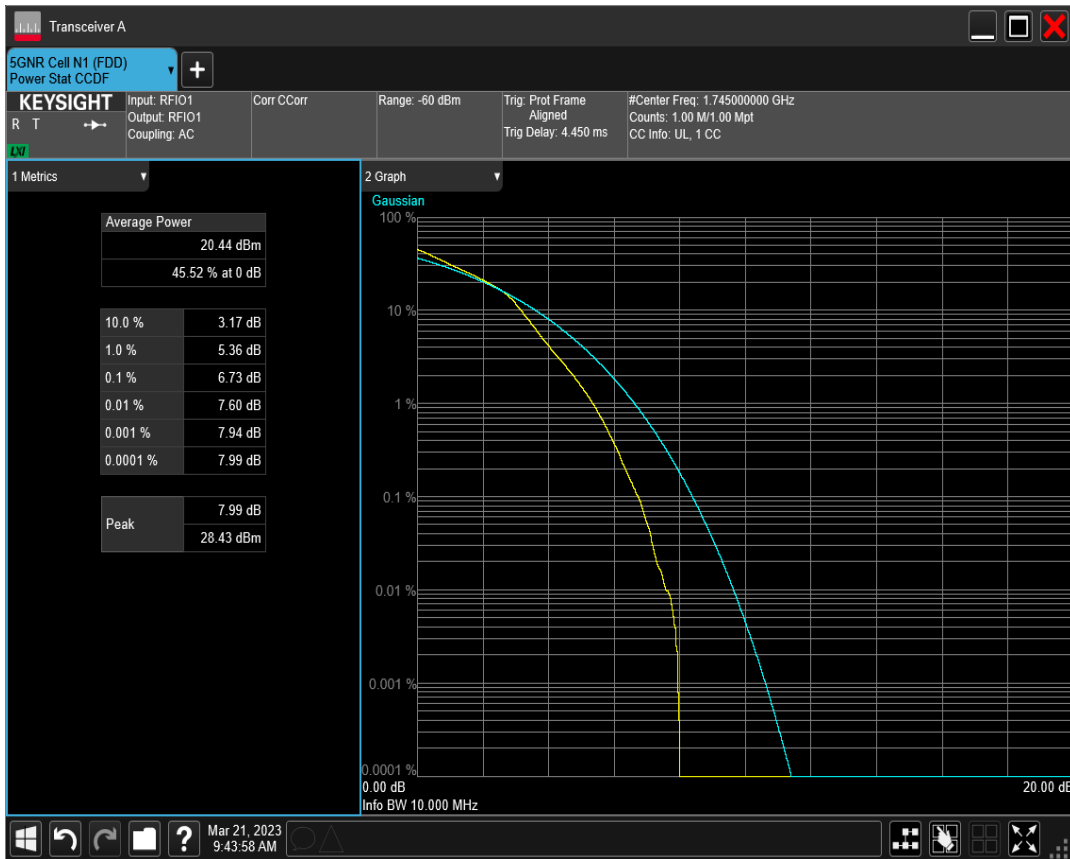 Transceiver A
5GNR Cell N1 (FDD)
Power Stat CCDF
KEYSIGHT
R T
LXI
Input: RFIO1
Output: RFIO1
Coupling: AC
Corr CCorr
Range: -60 dBm
Trig: Prot Frame
Aligned
Trig Delay: 4.450 ms
#Center Freq: 1.745000000 GHz
Counts: 1.00 M/1.00 Mpt
CC Info: UL, 1 CC
1 Metrics
Average Power
20.44 dBm
45.52 % at 0 dB
10.0 % 3.17 dB
1.0 % 5.36 dB
0.1 % 6.73 dB
0.01 % 7.60 dB
0.001 % 7.94 dB
0.0001 % 7.99 dB
Peak
7.99 dB
28.43 dBm
2 Graph
Gaussian
100 %
10 %
1 %
0.1 %
0.01 %
0.001 %
0.0001 %
0.00 dB
20.00 dB
Info BW 10.000 MHz
?
Mar 21, 2023
9:43:58 AM